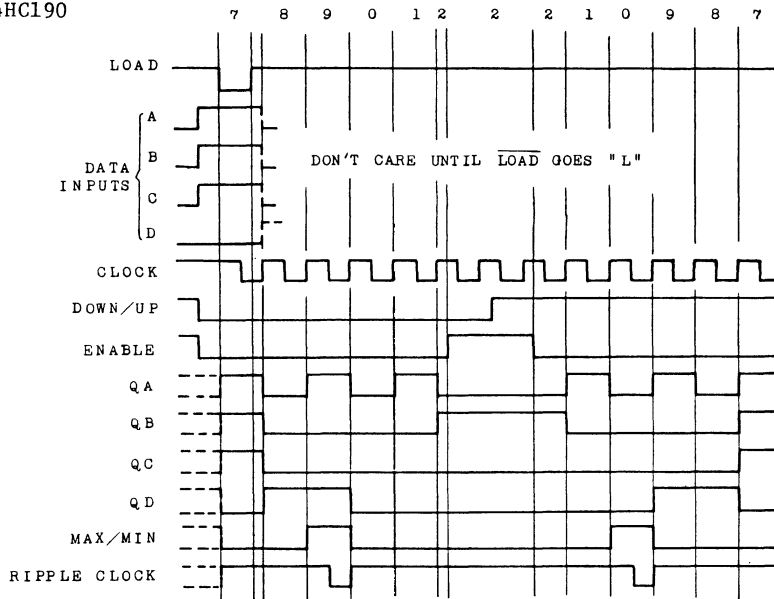 4HC190
7 8 9 0 1 2 2 2 1 0 9 8 7
LOAD
A
B
DATA INPUTS
C
D
DON'T CARE UNTIL LOAD GOES "L"
CLOCK
DOWN/UP
ENABLE
QA
QB
QC
QD
MAX/MIN
RIPPLE CLOCK